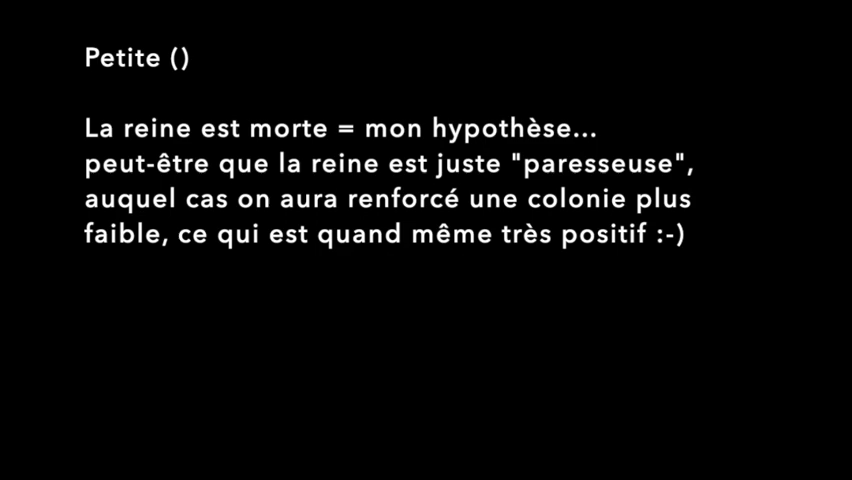 Petite ()
La reine est morte = mon hypothèse...
peut-être que la reine est juste "paresseuse",
auquel cas on aura renforcé une colonie plus
faible, ce qui est quand même très positif :-)